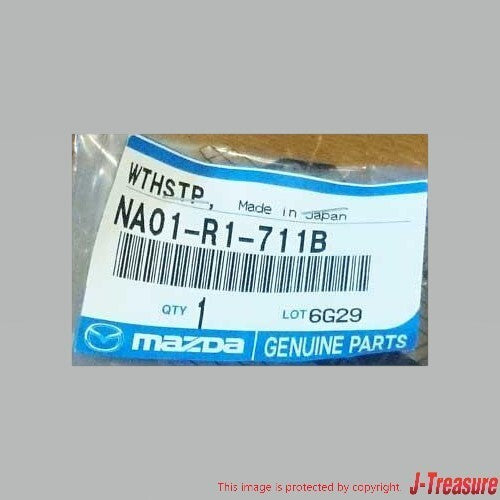 WTHSTP, Made in Japan
NA01-R1-711B
QTY 1 LOT 6G29
mazda GENUINE PARTS
This image is protected by copyright. J-Treasure